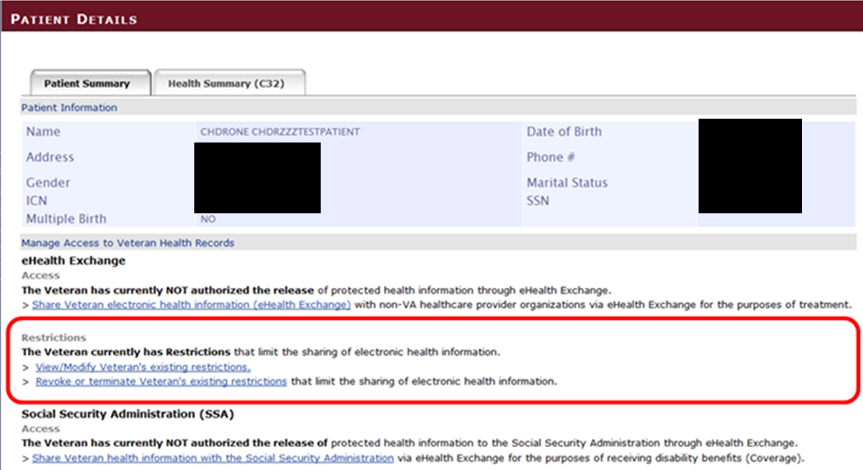 PATIENT DETAILS
Patient Summary Health Summary (C32)
Patient Information
Name CHDRONE CHDRZZZTESTPATIENT Date of Birth
Address Phone #
Gender Marital Status
ICN SSN
Multiple Birth NO
Manage Access to Veteran Health Records
eHealth Exchange
Access
The Veteran has currently NOT authorized the release of protected health information through eHealth Exchange.
> Share Veteran electronic health information (eHealth Exchange) with non-VA healthcare provider organizations via eHealth Exchange for the purposes of treatment.
Restrictions
The Veteran currently has Restrictions that limit the sharing of electronic health information.
> View/Modify Veteran's existing restrictions.
> Revoke or terminate Veteran's existing restrictions that limit the sharing of electronic health information.
Social Security Administration (SSA)
Access
The Veteran has currently NOT authorized the release of protected health information to the Social Security Administration through eHealth Exchange.
> Share Veteran health information with the Social Security Administration via eHealth Exchange for the purposes of receiving disability benefits (Coverage).